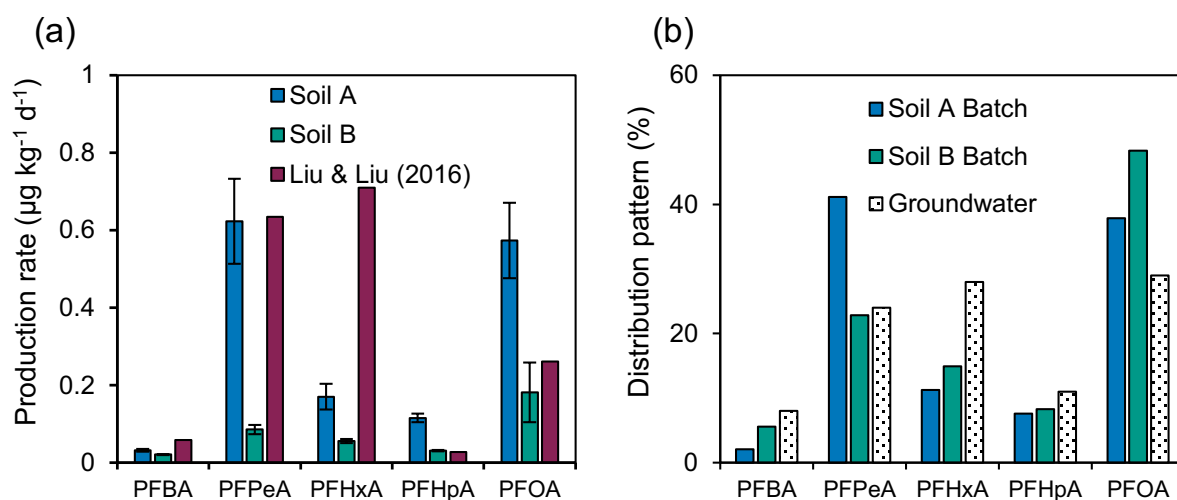 (a)
Production rate (µg kg⁻¹ d⁻¹)
1
0.8
0.6
0.4
0.2
0
Soil A
Soil B
Liu & Liu (2016)
PFBA PFPeA PFHxA PFHpA PFOA
(b)
Distribution pattern (%)
60
40
20
0
Soil A Batch
Soil B Batch
Groundwater
PFBA PFPeA PFHxA PFHpA PFOA